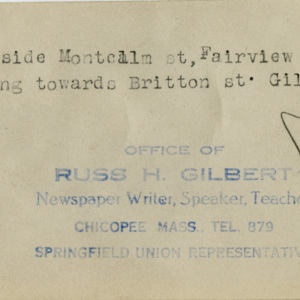 side Montcalm st, Fairview
ng towards Britton st. Gil
OFFICE OF
RUSS H. GILBERT
Newspaper Writer, Speaker, Teache
CHICOPEE MASS., TEL. 879
SPRINGFIELD UNION REPRESENTATIV